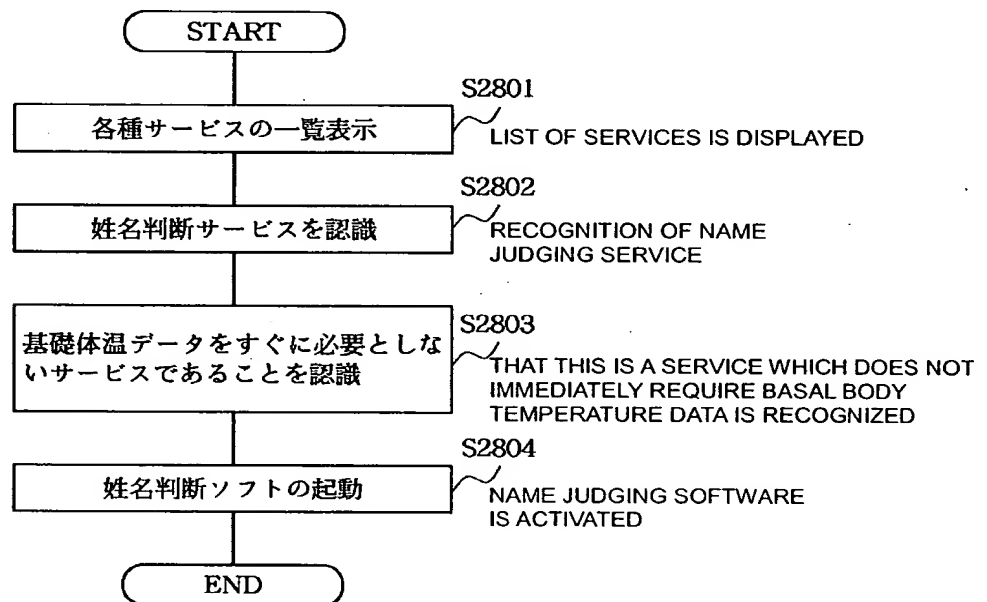 START
S2801
各種サービスの一覧表示
LIST OF SERVICES IS DISPLAYED
S2802
姓名判断サービスを認識
RECOGNITION OF NAME
JUDGING SERVICE
S2803
基礎体温データをすぐに必要としな
いサービスであることを認識
THAT THIS IS A SERVICE WHICH DOES NOT
IMMEDIATELY REQUIRE BASAL BODY
TEMPERATURE DATA IS RECOGNIZED
S2804
姓名判断ソフトの起動
NAME JUDGING SOFTWARE
IS ACTIVATED
END